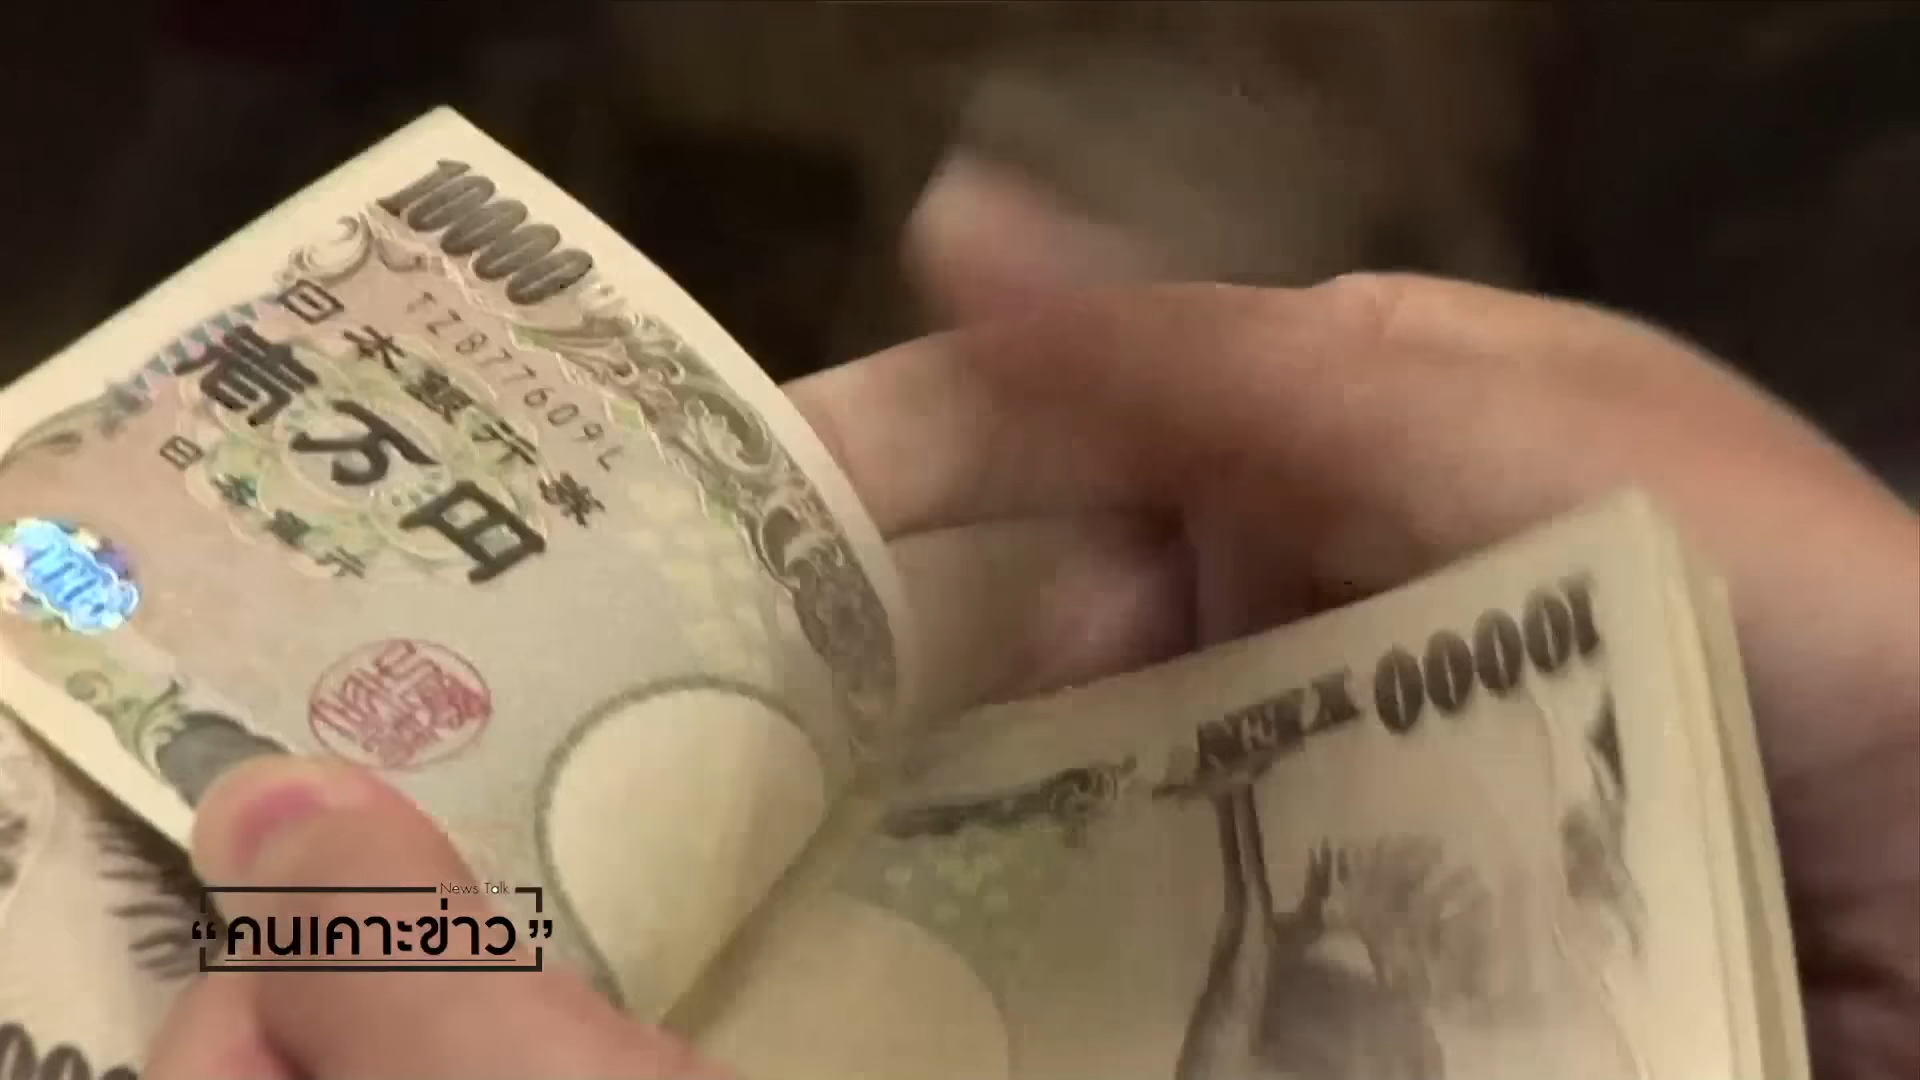 10000
日本銀行券
TZ877609L
壱万円
日本銀行
10000
YEN
News Talk
“คนเคาะข่าว”